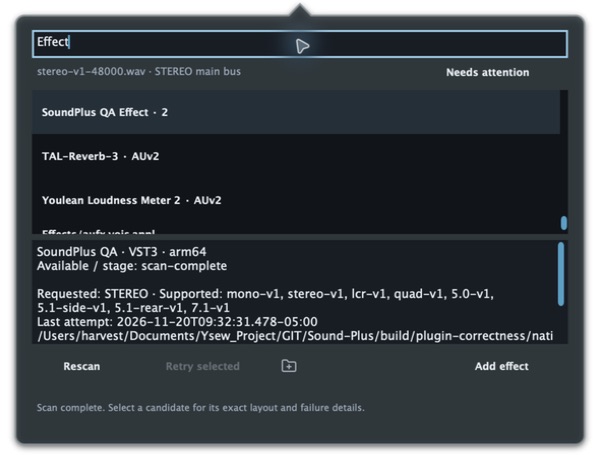 Effect
stereo-v1-48000.wav · STEREO main bus
Needs attention
SoundPlus QA Effect · 2
TAL-Reverb-3 · AUv2
Youlean Loudness Meter 2 · AUv2
SoundPlus QA · VST3 · arm64
Available / stage: scan-complete
Requested: STEREO · Supported: mono-v1, stereo-v1, lcr-v1, quad-v1, 5.0-v1,
5.1-side-v1, 5.1-rear-v1, 7.1-v1
Last attempt: 2026-11-20T09:32:31.478-05:00
/Users/harvest/Documents/Ysew_Project/GIT/Sound-Plus/build/plugin-correctness/nati
Rescan
Retry selected
Add effect
Scan complete. Select a candidate for its exact layout and failure details.